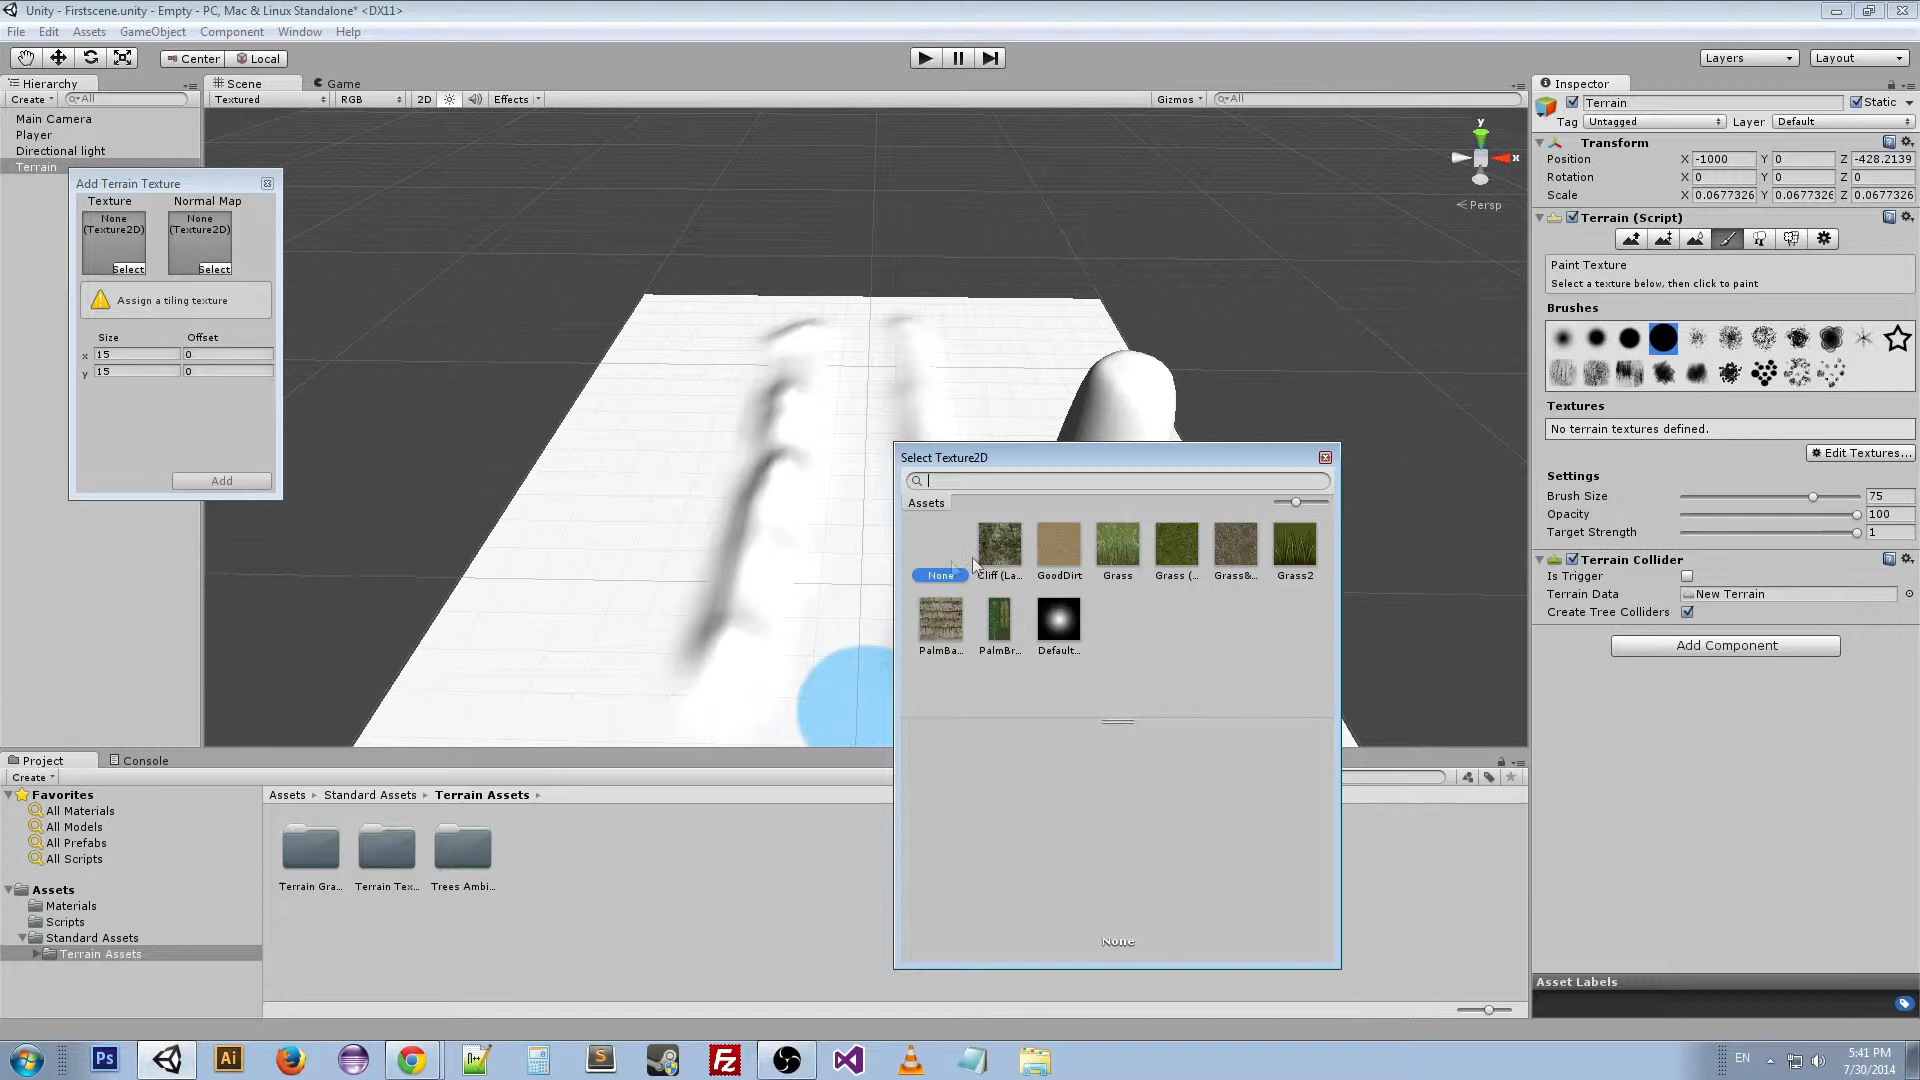 Unity - Firstscene.unity - Empty - PC, Mac & Linux Standalone* <DX11>
File Edit Assets GameObject Component Window Help
Center Local Layers Layout
Hierarchy
Create All
Main Camera
Player
Directional light
Terrain
Scene Game
Textured RGB 2D Effects Gizmos All
y
x
Persp
Add Terrain Texture
Texture Normal Map
None None
(Texture2D) (Texture2D)
Select Select
Assign a tiling texture
Size Offset
x 15 0
y 15 0
Add
Select Texture2D
Assets
None Cliff (La... GoodDirt Grass Grass (... Grass&... Grass2
PalmBa... PalmBr... Default...
None
Inspector
Terrain Static
Tag Untagged Layer Default
Transform
Position X -1000 Y 0 Z -428.2139
Rotation X 0 Y 0 Z 0
Scale X 0.0677326 Y 0.0677326 Z 0.0677326
Terrain (Script)
Paint Texture
Select a texture below, then click to paint
Brushes
Textures
No terrain textures defined.
Edit Textures...
Settings
Brush Size 75
Opacity 100
Target Strength 1
Terrain Collider
Is Trigger
Terrain Data New Terrain
Create Tree Colliders
Add Component
Asset Labels
Project Console
Create
Favorites
All Materials
All Models
All Prefabs
All Scripts
Assets
Materials
Scripts
Standard Assets
Terrain Assets
Assets Standard Assets Terrain Assets
Terrain Gra... Terrain Tex... Trees Ambi...
Ps Ai S Fz
EN
5:41 PM
7/30/2014